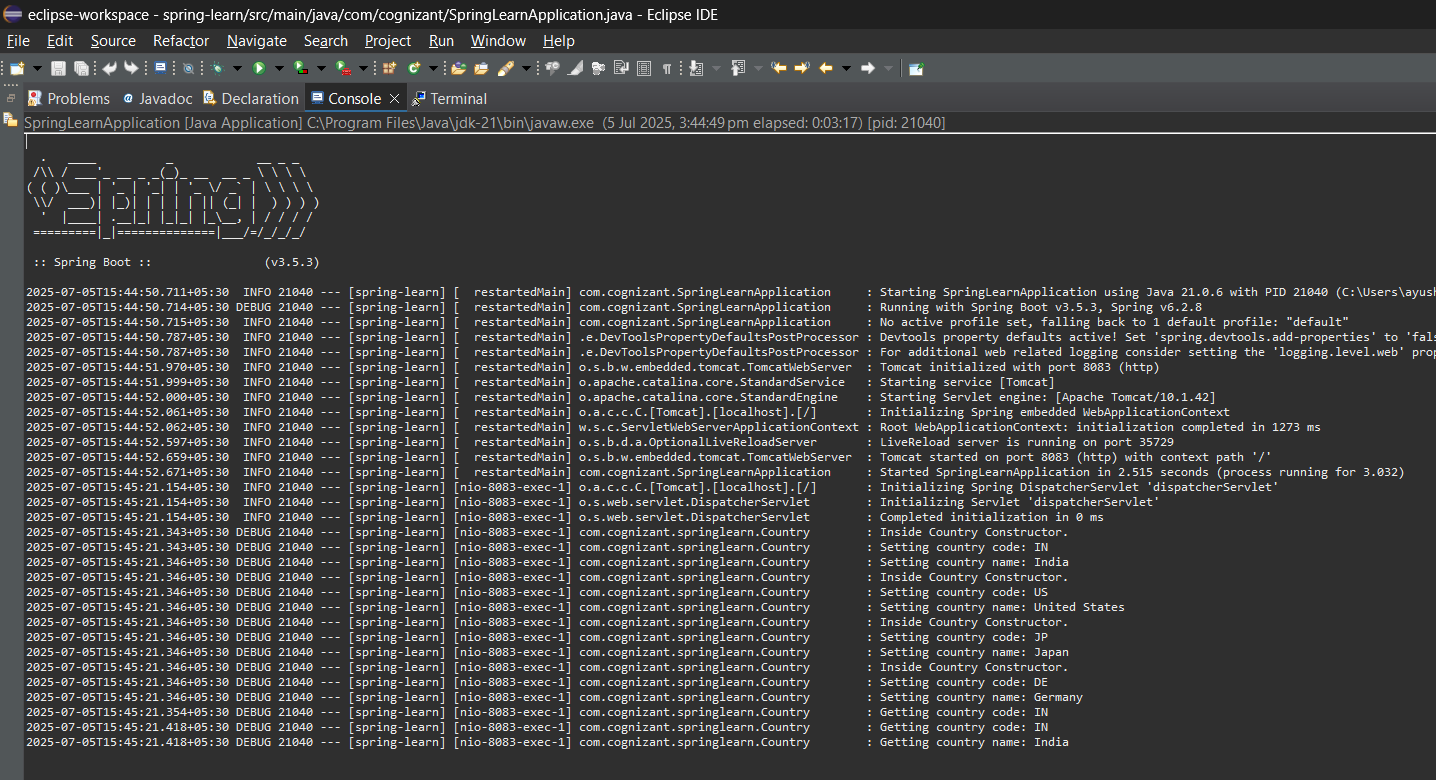 eclipse-workspace - spring-learn/src/main/java/com/cognizant/SpringLearnApplication.java - Eclipse IDE
File Edit Source Refactor Navigate Search Project Run Window Help
Problems Javadoc Declaration Console Terminal
SpringLearnApplication [Java Application] C:\Program Files\Java\jdk-21\bin\javaw.exe (5 Jul 2025, 3:44:49 pm elapsed: 0:03:17) [pid: 21040]
Spring
:: Spring Boot :: (v3.5.3)
2025-07-05T15:44:50.711+05:30 INFO 21040 --- [spring-learn] [ restartedMain] com.cognizant.SpringLearnApplication : Starting SpringLearnApplication using Java 21.0.6 with PID 21040 (C:\Users\ayush
2025-07-05T15:44:50.714+05:30 DEBUG 21040 --- [spring-learn] [ restartedMain] com.cognizant.SpringLearnApplication : Running with Spring Boot v3.5.3, Spring v6.2.8
2025-07-05T15:44:50.715+05:30 INFO 21040 --- [spring-learn] [ restartedMain] com.cognizant.SpringLearnApplication : No active profile set, falling back to 1 default profile: "default"
2025-07-05T15:44:50.787+05:30 INFO 21040 --- [spring-learn] [ restartedMain] .e.DevToolsPropertyDefaultsPostProcessor : Devtools property defaults active! Set 'spring.devtools.add-properties' to 'fals
2025-07-05T15:44:50.787+05:30 INFO 21040 --- [spring-learn] [ restartedMain] .e.DevToolsPropertyDefaultsPostProcessor : For additional web related logging consider setting the 'logging.level.web' prop
2025-07-05T15:44:51.970+05:30 INFO 21040 --- [spring-learn] [ restartedMain] o.s.b.w.embedded.tomcat.TomcatWebServer : Tomcat initialized with port 8083 (http)
2025-07-05T15:44:51.999+05:30 INFO 21040 --- [spring-learn] [ restartedMain] o.apache.catalina.core.StandardService : Starting service [Tomcat]
2025-07-05T15:44:52.000+05:30 INFO 21040 --- [spring-learn] [ restartedMain] o.apache.catalina.core.StandardEngine : Starting Servlet engine: [Apache Tomcat/10.1.42]
2025-07-05T15:44:52.061+05:30 INFO 21040 --- [spring-learn] [ restartedMain] o.a.c.c.C.[Tomcat].[localhost].[/] : Initializing Spring embedded WebApplicationContext
2025-07-05T15:44:52.062+05:30 INFO 21040 --- [spring-learn] [ restartedMain] w.s.c.ServletWebServerApplicationContext : Root WebApplicationContext: initialization completed in 1273 ms
2025-07-05T15:44:52.597+05:30 INFO 21040 --- [spring-learn] [ restartedMain] o.s.b.d.a.OptionalLiveReloadServer : LiveReload server is running on port 35729
2025-07-05T15:44:52.659+05:30 INFO 21040 --- [spring-learn] [ restartedMain] o.s.b.w.embedded.tomcat.TomcatWebServer : Tomcat started on port 8083 (http) with context path '/'
2025-07-05T15:44:52.671+05:30 INFO 21040 --- [spring-learn] [ restartedMain] com.cognizant.SpringLearnApplication : Started SpringLearnApplication in 2.515 seconds (process running for 3.032)
2025-07-05T15:45:21.154+05:30 INFO 21040 --- [spring-learn] [nio-8083-exec-1] o.a.c.c.C.[Tomcat].[localhost].[/] : Initializing Spring DispatcherServlet 'dispatcherServlet'
2025-07-05T15:45:21.154+05:30 INFO 21040 --- [spring-learn] [nio-8083-exec-1] o.s.web.servlet.DispatcherServlet : Initializing Servlet 'dispatcherServlet'
2025-07-05T15:45:21.154+05:30 INFO 21040 --- [spring-learn] [nio-8083-exec-1] o.s.web.servlet.DispatcherServlet : Completed initialization in 0 ms
2025-07-05T15:45:21.343+05:30 DEBUG 21040 --- [spring-learn] [nio-8083-exec-1] com.cognizant.springlearn.Country : Inside Country Constructor.
2025-07-05T15:45:21.343+05:30 DEBUG 21040 --- [spring-learn] [nio-8083-exec-1] com.cognizant.springlearn.Country : Setting country code: IN
2025-07-05T15:45:21.346+05:30 DEBUG 21040 --- [spring-learn] [nio-8083-exec-1] com.cognizant.springlearn.Country : Setting country name: India
2025-07-05T15:45:21.346+05:30 DEBUG 21040 --- [spring-learn] [nio-8083-exec-1] com.cognizant.springlearn.Country : Inside Country Constructor.
2025-07-05T15:45:21.346+05:30 DEBUG 21040 --- [spring-learn] [nio-8083-exec-1] com.cognizant.springlearn.Country : Setting country code: US
2025-07-05T15:45:21.346+05:30 DEBUG 21040 --- [spring-learn] [nio-8083-exec-1] com.cognizant.springlearn.Country : Setting country name: United States
2025-07-05T15:45:21.346+05:30 DEBUG 21040 --- [spring-learn] [nio-8083-exec-1] com.cognizant.springlearn.Country : Inside Country Constructor.
2025-07-05T15:45:21.346+05:30 DEBUG 21040 --- [spring-learn] [nio-8083-exec-1] com.cognizant.springlearn.Country : Setting country code: JP
2025-07-05T15:45:21.346+05:30 DEBUG 21040 --- [spring-learn] [nio-8083-exec-1] com.cognizant.springlearn.Country : Setting country name: Japan
2025-07-05T15:45:21.346+05:30 DEBUG 21040 --- [spring-learn] [nio-8083-exec-1] com.cognizant.springlearn.Country : Inside Country Constructor.
2025-07-05T15:45:21.346+05:30 DEBUG 21040 --- [spring-learn] [nio-8083-exec-1] com.cognizant.springlearn.Country : Setting country code: DE
2025-07-05T15:45:21.346+05:30 DEBUG 21040 --- [spring-learn] [nio-8083-exec-1] com.cognizant.springlearn.Country : Setting country name: Germany
2025-07-05T15:45:21.354+05:30 DEBUG 21040 --- [spring-learn] [nio-8083-exec-1] com.cognizant.springlearn.Country : Getting country code: IN
2025-07-05T15:45:21.418+05:30 DEBUG 21040 --- [spring-learn] [nio-8083-exec-1] com.cognizant.springlearn.Country : Getting country code: IN
2025-07-05T15:45:21.418+05:30 DEBUG 21040 --- [spring-learn] [nio-8083-exec-1] com.cognizant.springlearn.Country : Getting country name: India